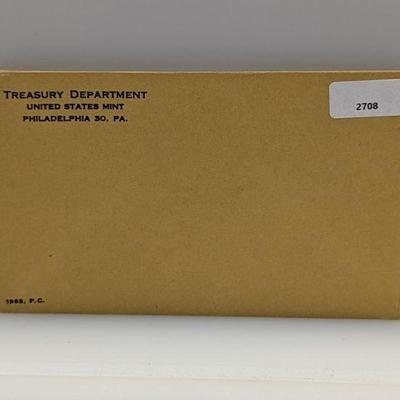 TREASURY DEPARTMENT
UNITED STATES MINT
PHILADELPHIA 30, PA.
2708
P.C.